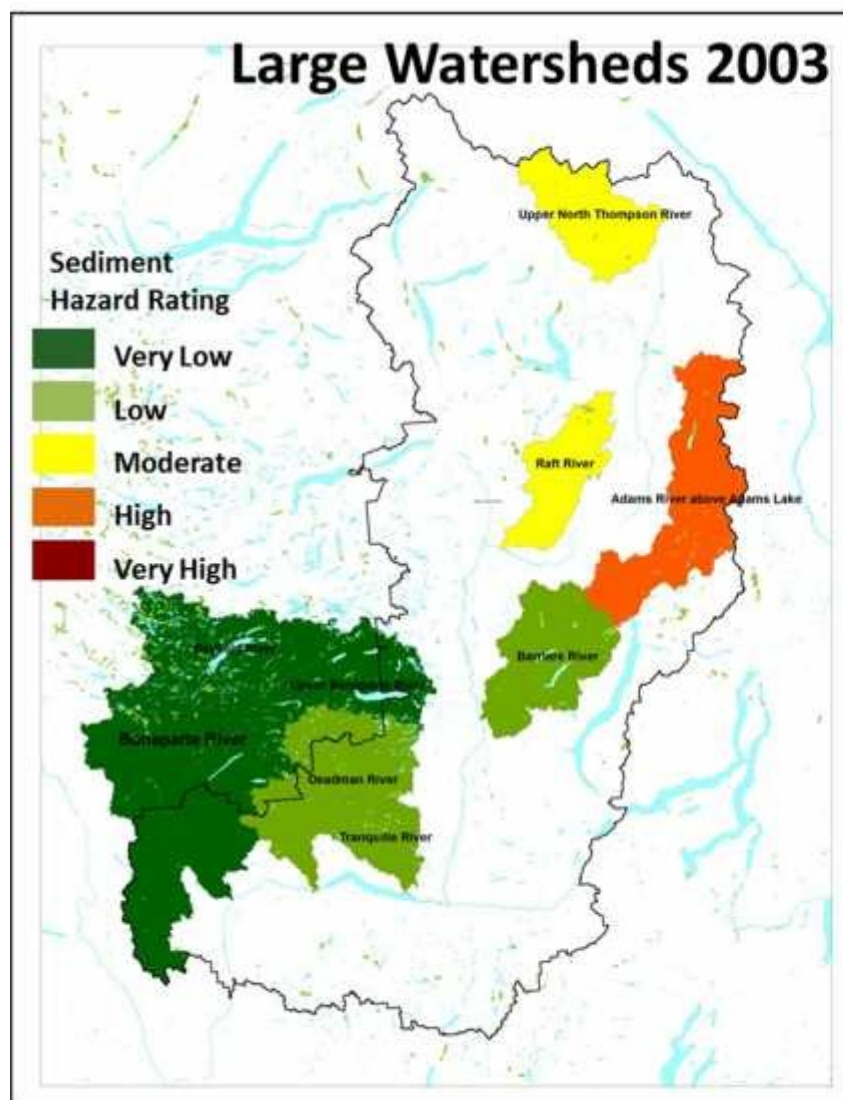 Large Watersheds 2003
Upper North Thompson River
Sediment
Hazard Rating
Very Low
Low
Moderate
High
Very High
Raft River
Adams River above Adams Lake
Barriere River
Bonaparte River
Deadman River
Tranquille River